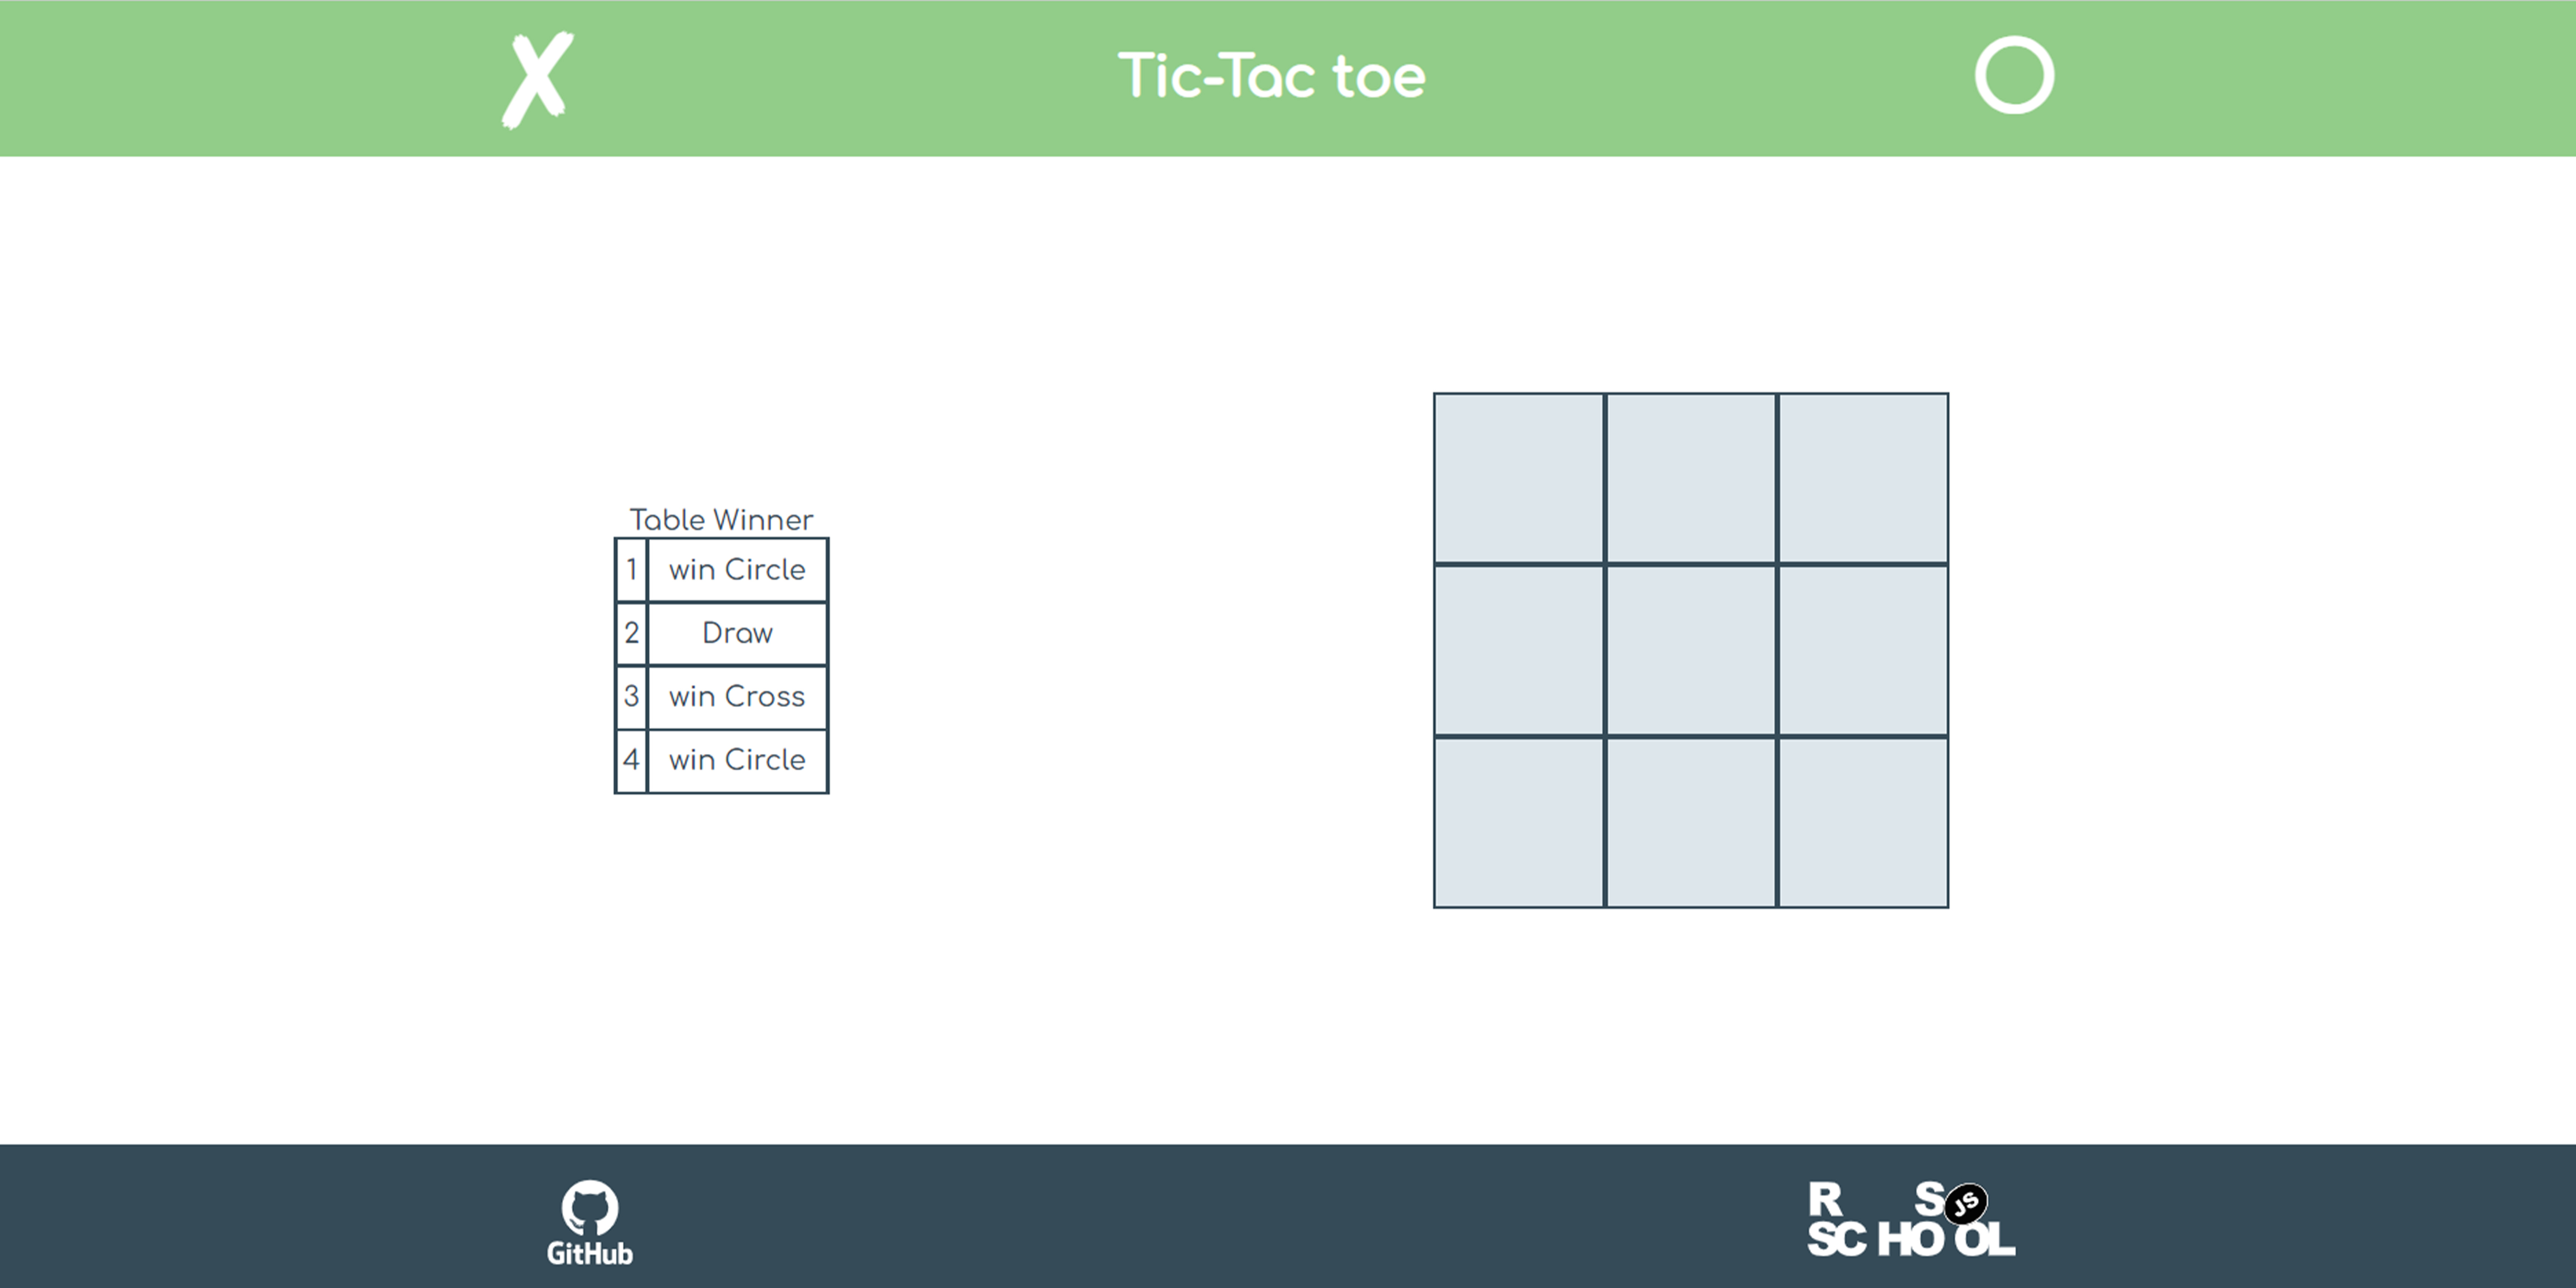 X Tic-Tac toe O
Table Winner
1 win Circle
2 Draw
3 win Cross
4 win Circle
GitHub
R S JS
SCHOOL